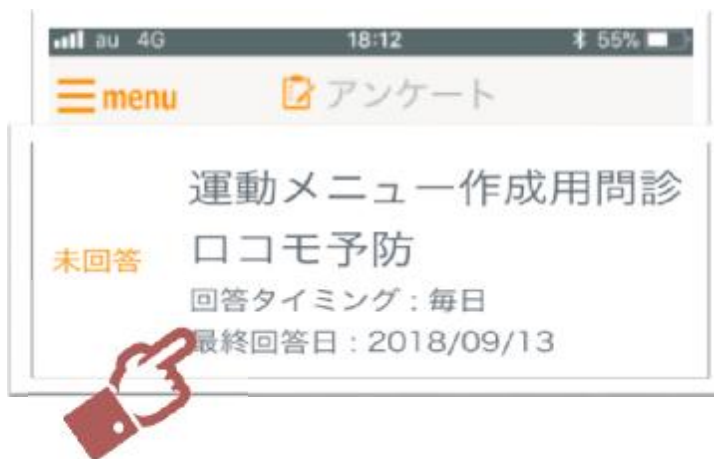 au 4G 18:12 55%
menu アンケート
運動メニュー作成用問診
未回答 ロコモ予防
回答タイミング：毎日
最終回答日：2018/09/13